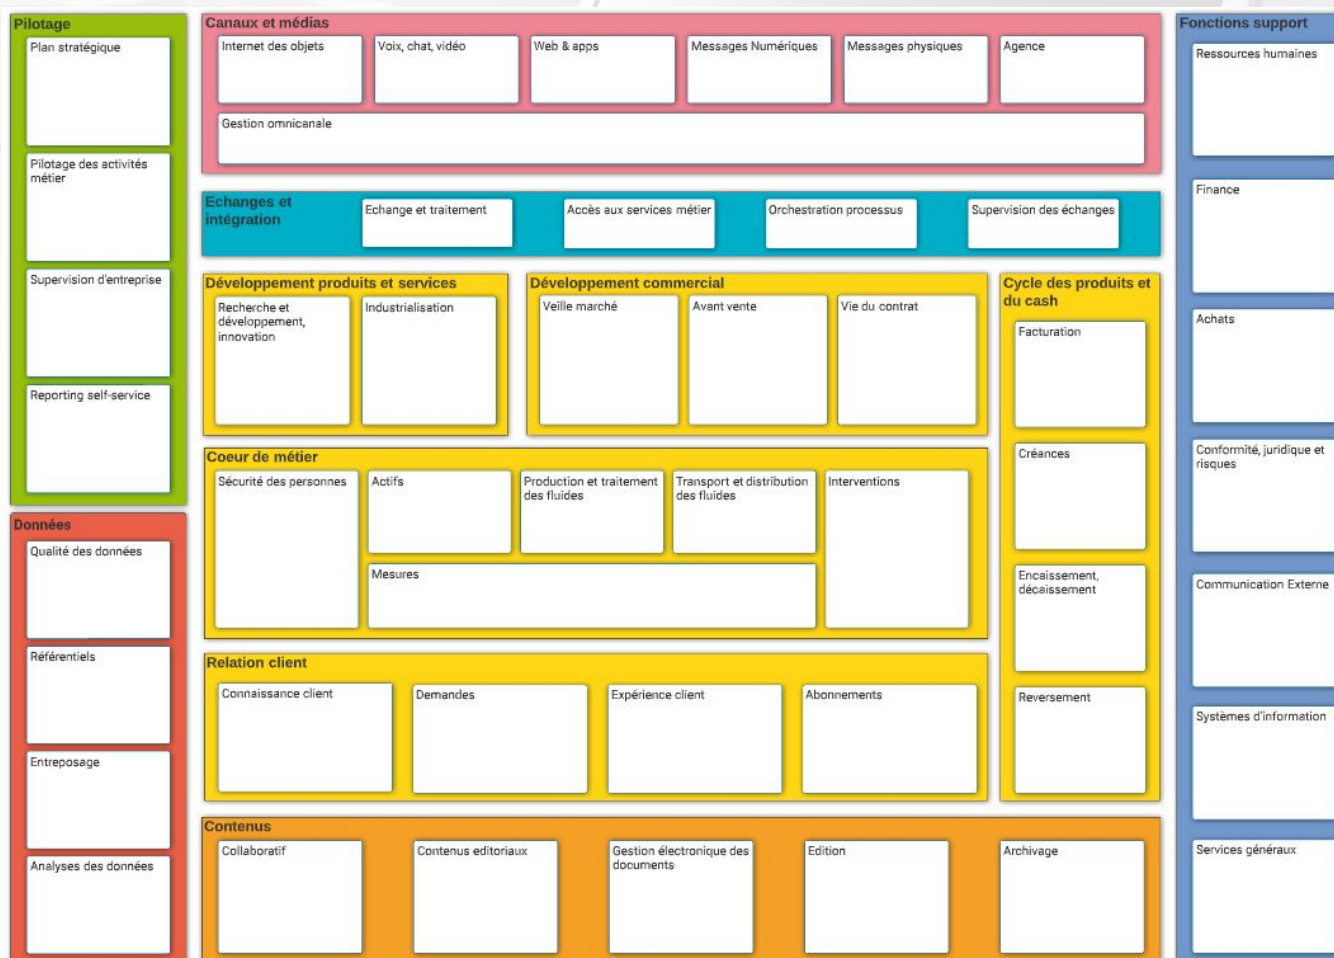 Pilotage
Plan stratégique
Pilotage des activités
métier
Supervision d'entreprise
Reporting self-service
Données
Qualité des données
Référentiels
Entreposage
Analyses des données
Canaux et médias
Internet des objets
Voix, chat, vidéo
Web & apps
Messages Numériques
Messages physiques
Agence
Gestion omnicanale
Echanges et
intégration
Echange et traitement
Accès aux services métier
Orchestration processus
Supervision des échanges
Développement produits et services
Recherche et
développement,
innovation
Industrialisation
Développement commercial
Veille marché
Avant vente
Vie du contrat
Cycle des produits et
du cash
Facturation
Créances
Encaissement,
décaissement
Reversement
Coeur de métier
Sécurité des personnes
Actifs
Production et traitement
des fluides
Transport et distribution
des fluides
Interventions
Mesures
Relation client
Connaissance client
Demandes
Expérience client
Abonnements
Contenus
Collaboratif
Contenus editoriaux
Gestion électronique des
documents
Edition
Archivage
Fonctions support
Ressources humaines
Finance
Achats
Conformité, juridique et
risques
Communication Externe
Systèmes d'information
Services généraux